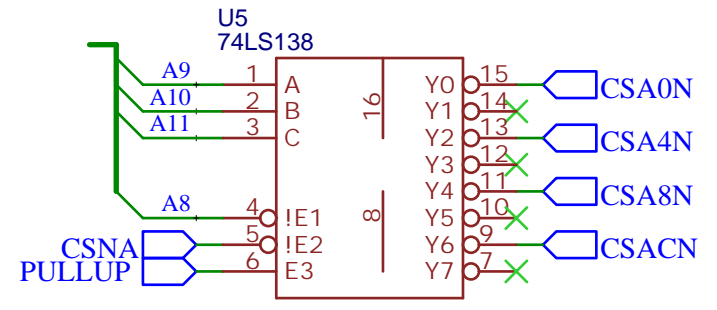 U5
74LS138
A9 1 A 16 Y0 15 CSA0N
A10 2 B Y1 14
A11 3 C Y2 13 CSA4N
Y3 12
Y4 11 CSA8N
A8 4 !E1 8 Y5 10
CSNA 5 !E2 Y6 9 CSACN
PULLUP 6 E3 Y7 7